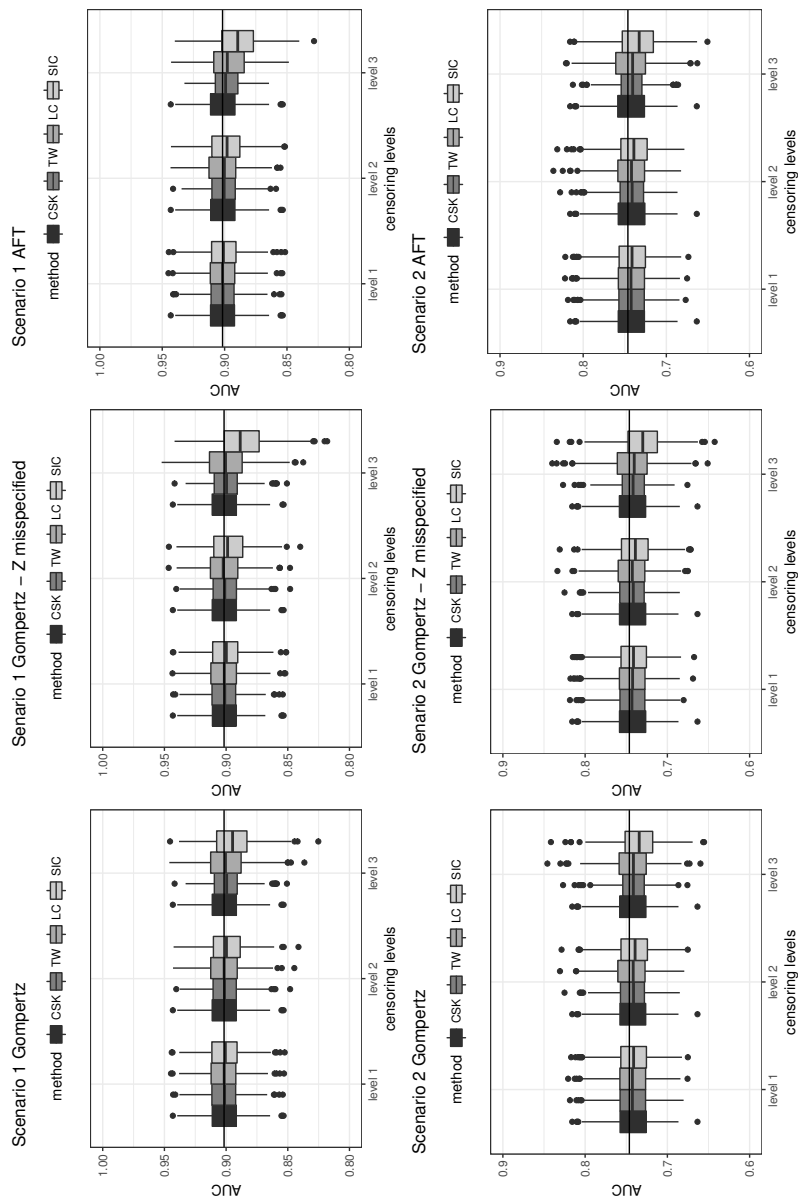 Scenario 1 Gompertz
method CSK TW LC SIC
1.00
0.95
0.90
0.85
0.80
AUC
level 1 level 2 level 3
censoring levels
Senario 1 Gompertz − Z misspecified
method CSK TW LC SIC
1.00
0.95
0.90
0.85
0.80
AUC
level 1 level 2 level 3
censoring levels
Scenario 1 AFT
method CSK TW LC SIC
1.00
0.95
0.90
0.85
0.80
AUC
level 1 level 2 level 3
censoring levels
Scenario 2 Gompertz
method CSK TW LC SIC
0.9
0.8
0.7
0.6
AUC
level 1 level 2 level 3
censoring levels
Senario 2 Gompertz − Z misspecified
method CSK TW LC SIC
0.9
0.8
0.7
0.6
AUC
level 1 level 2 level 3
censoring levels
Scenario 2 AFT
method CSK TW LC SIC
0.9
0.8
0.7
0.6
AUC
level 1 level 2 level 3
censoring levels